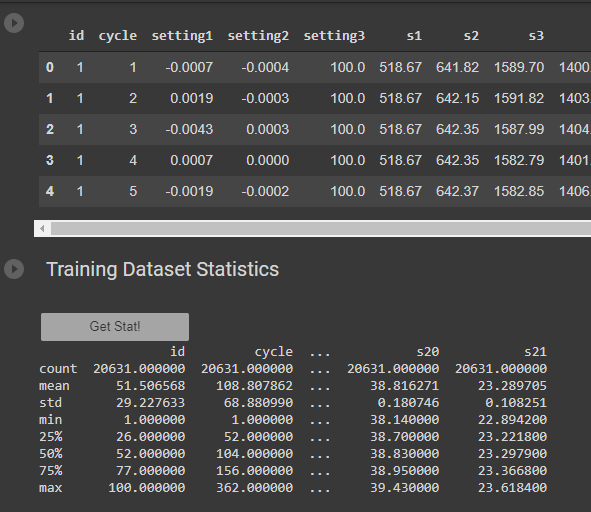 id cycle setting1 setting2 setting3 s1 s2 s3
0 1 1 -0.0007 -0.0004 100.0 518.67 641.82 1589.70 1400.
1 1 2 0.0019 -0.0003 100.0 518.67 642.15 1591.82 1403.
2 1 3 -0.0043 0.0003 100.0 518.67 642.35 1587.99 1404.
3 1 4 0.0007 0.0000 100.0 518.67 642.35 1582.79 1401.
4 1 5 -0.0019 -0.0002 100.0 518.67 642.37 1582.85 1406.
Training Dataset Statistics
Get Stat!
id cycle ... s20 s21
count 20631.000000 20631.000000 ... 20631.000000 20631.000000
mean 51.506568 108.807862 ... 38.816271 23.289705
std 29.227633 68.880990 ... 0.180746 0.108251
min 1.000000 1.000000 ... 38.140000 22.894200
25% 26.000000 52.000000 ... 38.700000 23.221800
50% 52.000000 104.000000 ... 38.830000 23.297900
75% 77.000000 156.000000 ... 38.950000 23.366800
max 100.000000 362.000000 ... 39.430000 23.618400